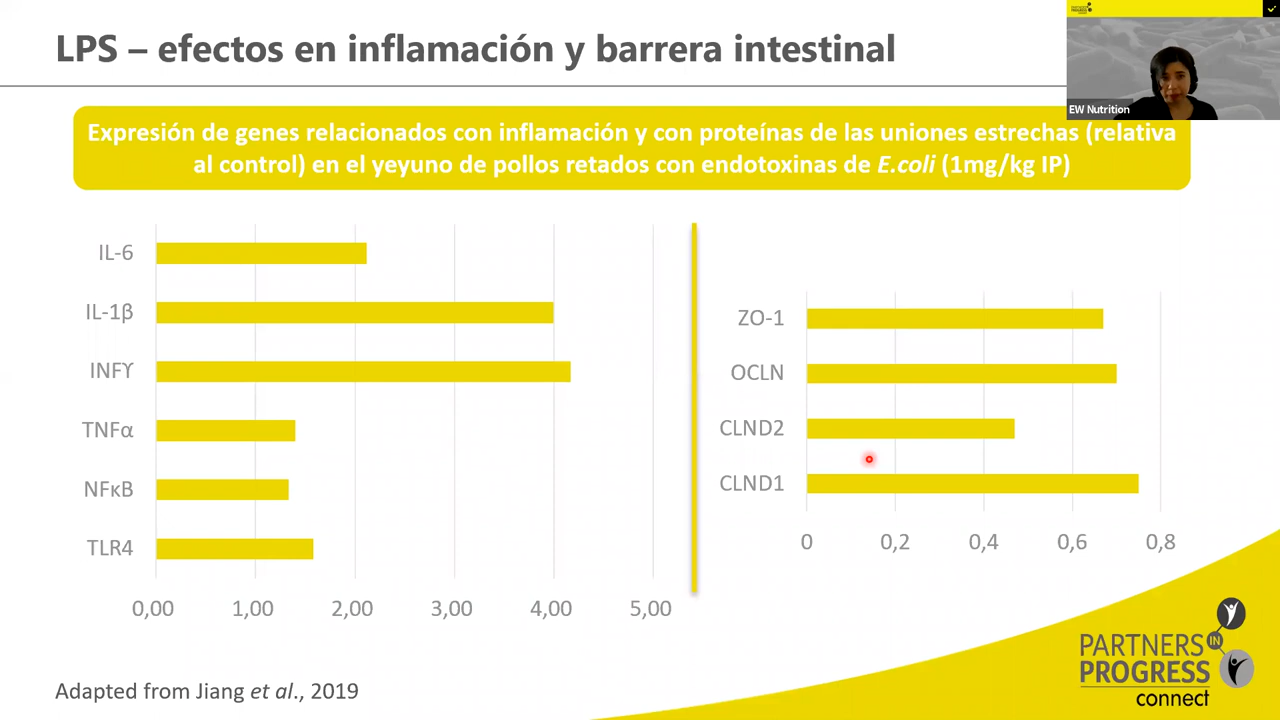 LPS – efectos en inflamación y barrera intestinal
EW Nutrition
Expresión de genes relacionados con inflamación y con proteínas de las uniones estrechas (relativa
al control) en el yeyuno de pollos retados con endotoxinas de E.coli (1mg/kg IP)
IL-6
IL-1β
INFƳ
TNFα
NFκB
TLR4
0,00 1,00 2,00 3,00 4,00 5,00
ZO-1
OCLN
CLND2
CLND1
0 0,2 0,4 0,6 0,8
Adapted from Jiang et al., 2019
PARTNERS IN
PROGRESS
connect